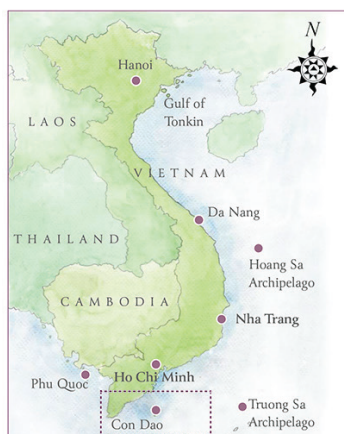 N
Hanoi
Gulf of
Tonkin
LAOS
VIETNAM
Da Nang
THAILAND
Hoang Sa
Archipelago
CAMBODIA
Nha Trang
Ho Chi Minh
Phu Quoc
Con Dao
Truong Sa
Archipelago